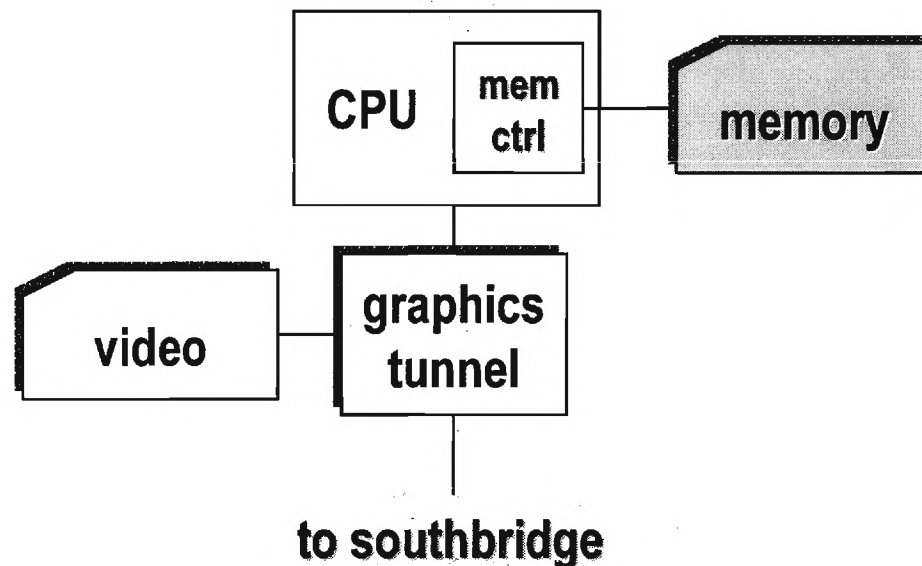 CPU
mem
ctrl
memory
video
graphics
tunnel
to southbridge